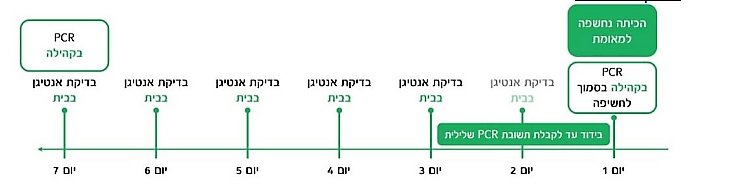 הכיתה נחשפה
למאומת
PCR
בקהילה בסמוך
לחשיפה
PCR
בקהילה
בדיקת אנטיגן
בבית
בדיקת אנטיגן
בבית
בדיקת אנטיגן
בבית
בדיקת אנטיגן
בבית
בדיקת אנטיגן
בבית
בדיקת אנטיגן
בבית
בידוד עד לקבלת תשובת PCR שלילית
יום 1
יום 2
יום 3
יום 4
יום 5
יום 6
יום 7